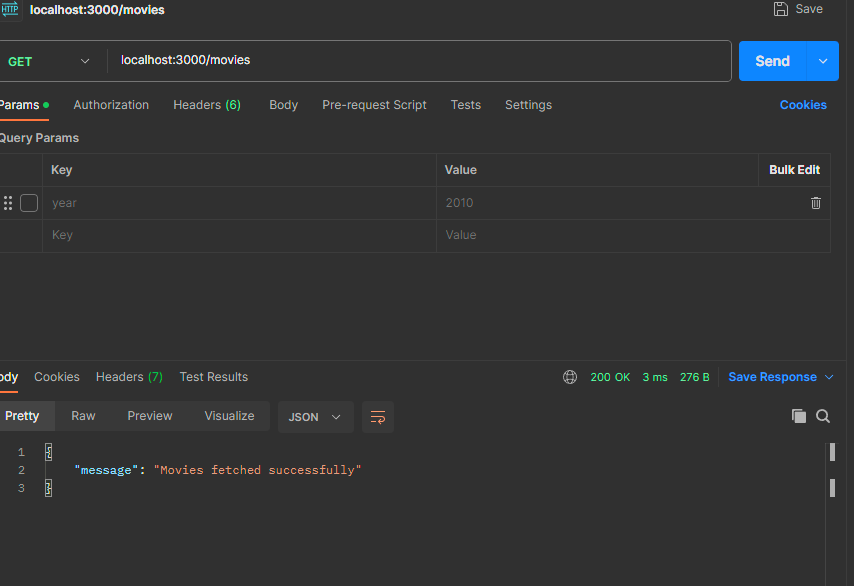 HTTP localhost:3000/movies Save
GET localhost:3000/movies Send
Params Authorization Headers (6) Body Pre-request Script Tests Settings Cookies
Query Params
Key Value Bulk Edit
year 2010
Key Value
ody Cookies Headers (7) Test Results 200 OK 3 ms 276 B Save Response
Pretty Raw Preview Visualize JSON
1 {
2 "message": "Movies fetched successfully"
3 }